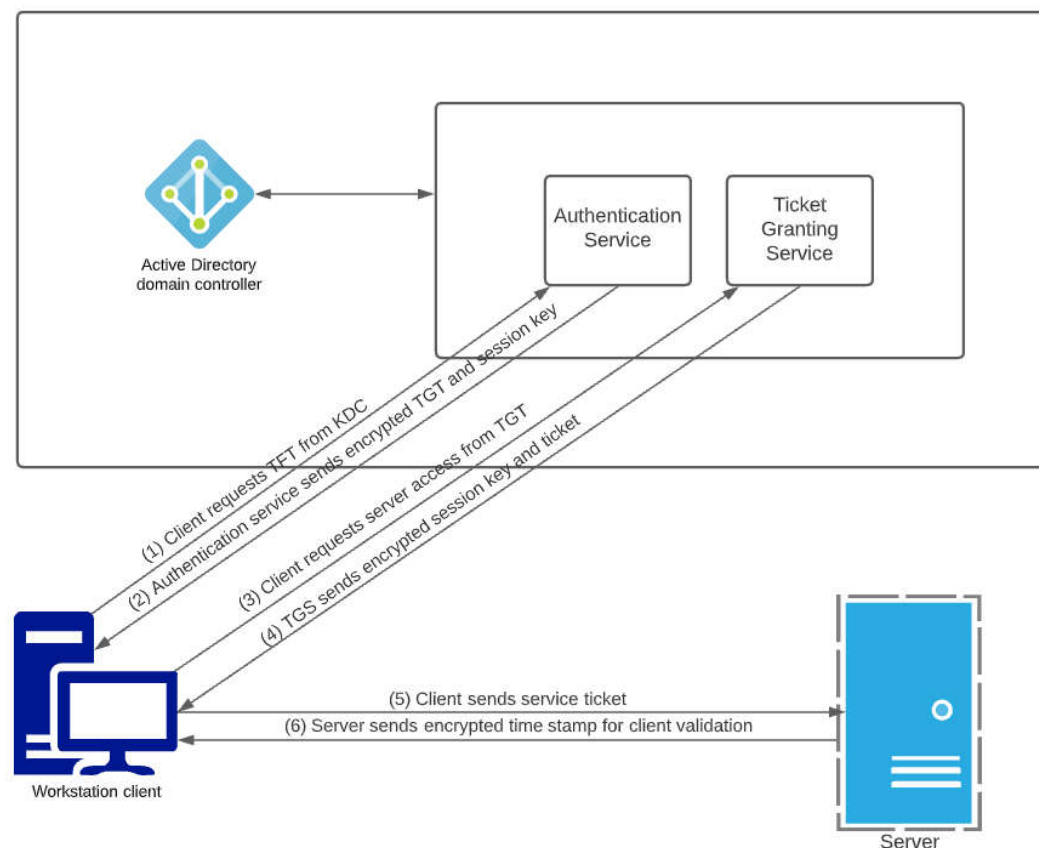 Authentication
Service
Ticket
Granting
Service
Active Directory
domain controller
(1) Client requests TFT from KDC
(2) Authentication service sends encrypted TGT and session key
(3) Client requests server access from TGT
(4) TGS sends encrypted session key and ticket
(5) Client sends service ticket
(6) Server sends encrypted time stamp for client validation
Workstation client
Server